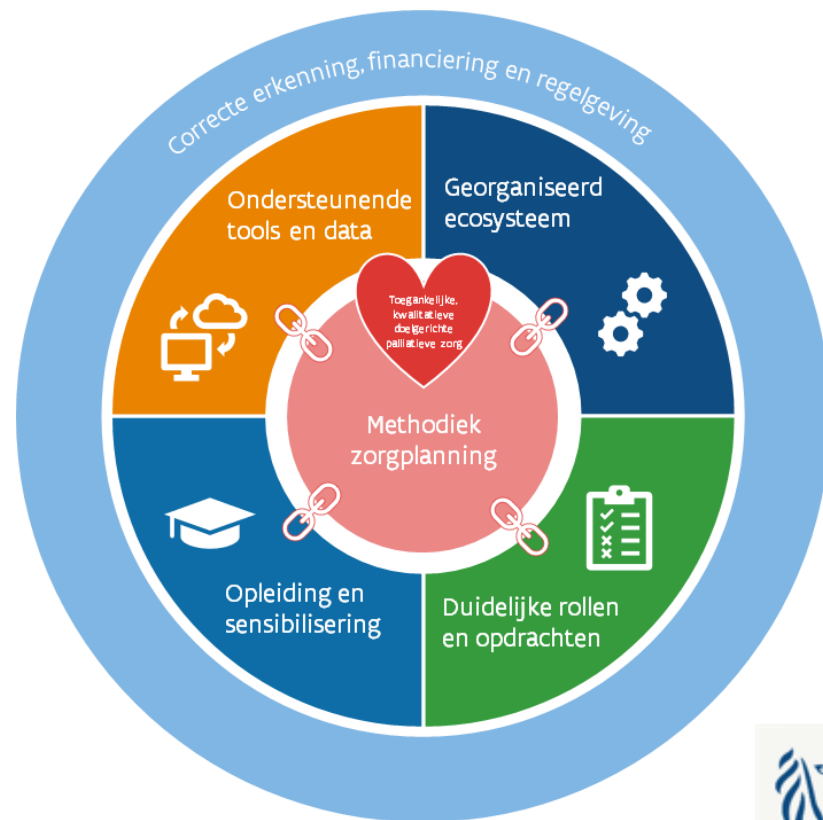 Correcte erkenning, financiering en regelgeving
Ondersteunende
tools en data
Georganiseerd
ecosysteem
Toegankelijke,
kwalitatieve
doelgerichte
palliatieve zorg
Methodiek
zorgplanning
Opleiding en
sensibilisering
Duidelijke rollen
en opdrachten